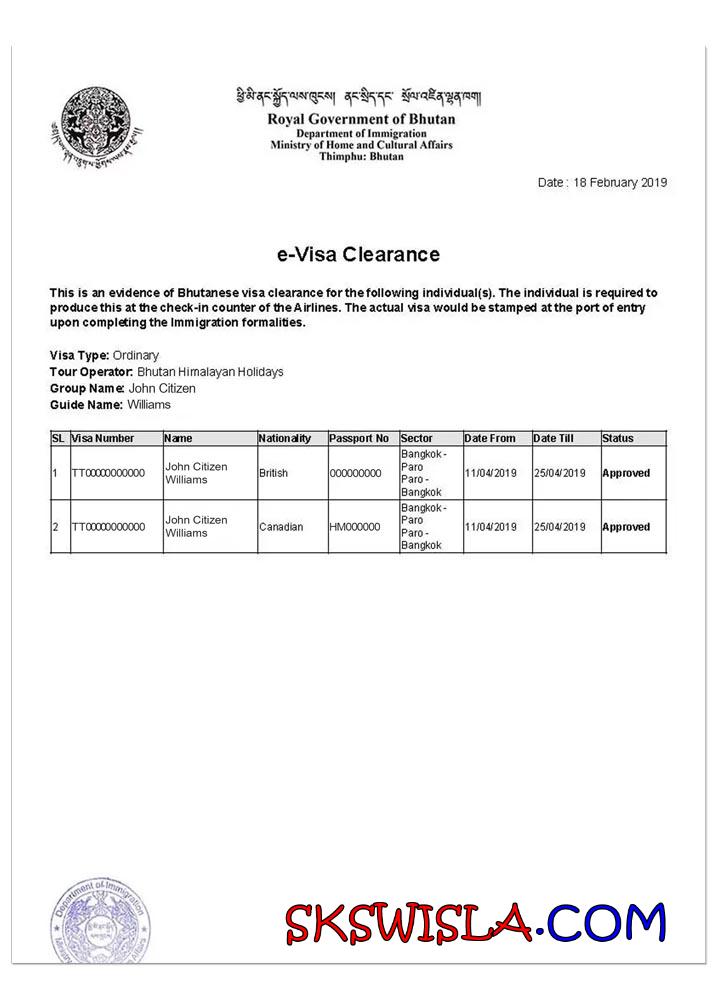 ཕྱི་མི་ནང་སྐྱོད་ལས་ཁུངས། ནང་སྲིད་དང་ སྲོལ་འཛིན་ལྷན་ཁག།
Royal Government of Bhutan
Department of Immigration
Ministry of Home and Cultural Affairs
Thimphu: Bhutan
Date : 18 February 2019
e-Visa Clearance
This is an evidence of Bhutanese visa clearance for the following individual(s). The individual is required to
produce this at the check-in counter of the Airlines. The actual visa would be stamped at the port of entry
upon completing the Immigration formalities.
Visa Type: Ordinary
Tour Operator: Bhutan Himalayan Holidays
Group Name: John Citizen
Guide Name: Williams
SL Visa Number Name Nationality Passport No Sector Date From Date Till Status
1 TT00000000000 John Citizen Williams British 000000000 Bangkok - Paro Paro - Bangkok 11/04/2019 25/04/2019 Approved
2 TT00000000000 John Citizen Williams Canadian HM000000 Bangkok - Paro Paro - Bangkok 11/04/2019 25/04/2019 Approved
Department of Immigration
SKSWISLA.COM